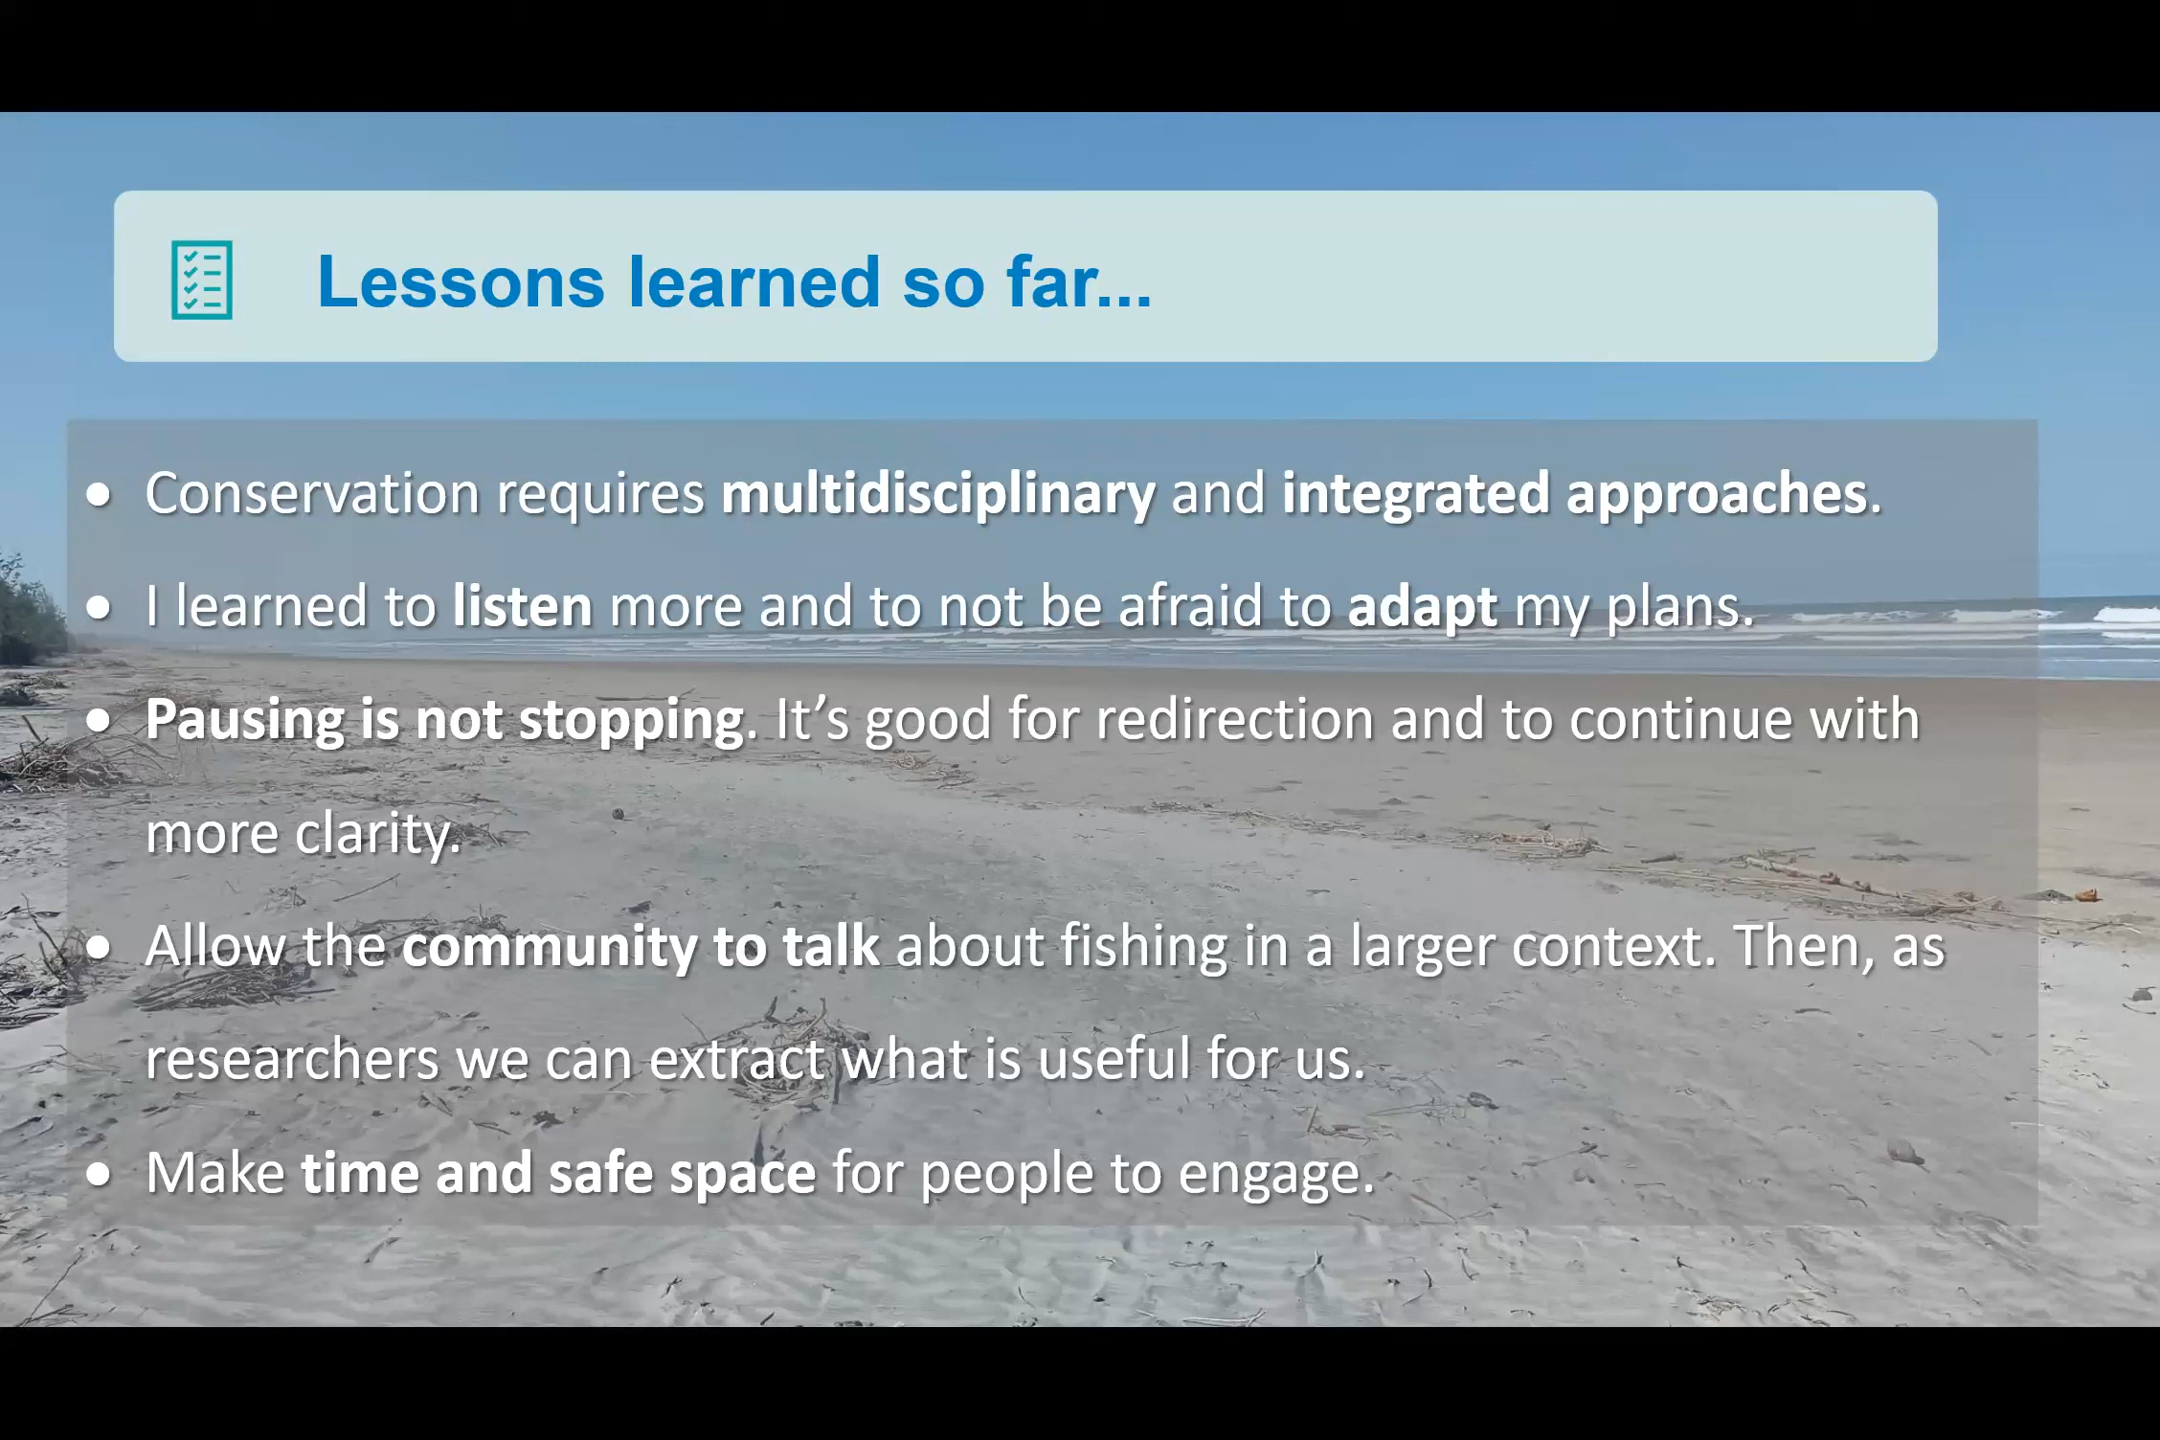 Lessons learned so far...
● Conservation requires multidisciplinary and integrated approaches.
● I learned to listen more and to not be afraid to adapt my plans.
● Pausing is not stopping. It’s good for redirection and to continue with
more clarity.
● Allow the community to talk about fishing in a larger context. Then, as
researchers we can extract what is useful for us.
● Make time and safe space for people to engage.